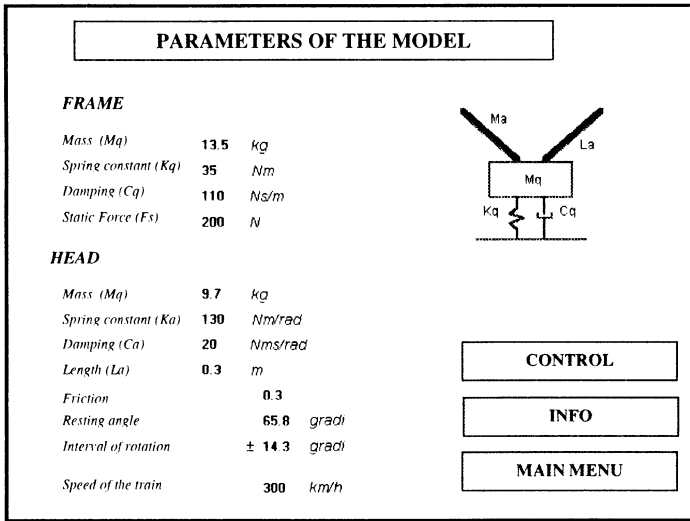 PARAMETERS OF THE MODEL
FRAME
Mass (Mq) 13.5 kg
Spring constant (Kq) 35 Nm
Damping (Cq) 110 Ns/m
Static Force (Fs) 200 N
Ma
La
Mq
Kq
Cq
HEAD
Mass (Mq) 9.7 kg
Spring constant (Ka) 130 Nm/rad
Damping (Ca) 20 Nms/rad
Length (La) 0.3 m
Friction 0.3
Resting angle 65.8 gradi
Interval of rotation ± 14.3 gradi
Speed of the train 300 km/h
CONTROL
INFO
MAIN MENU